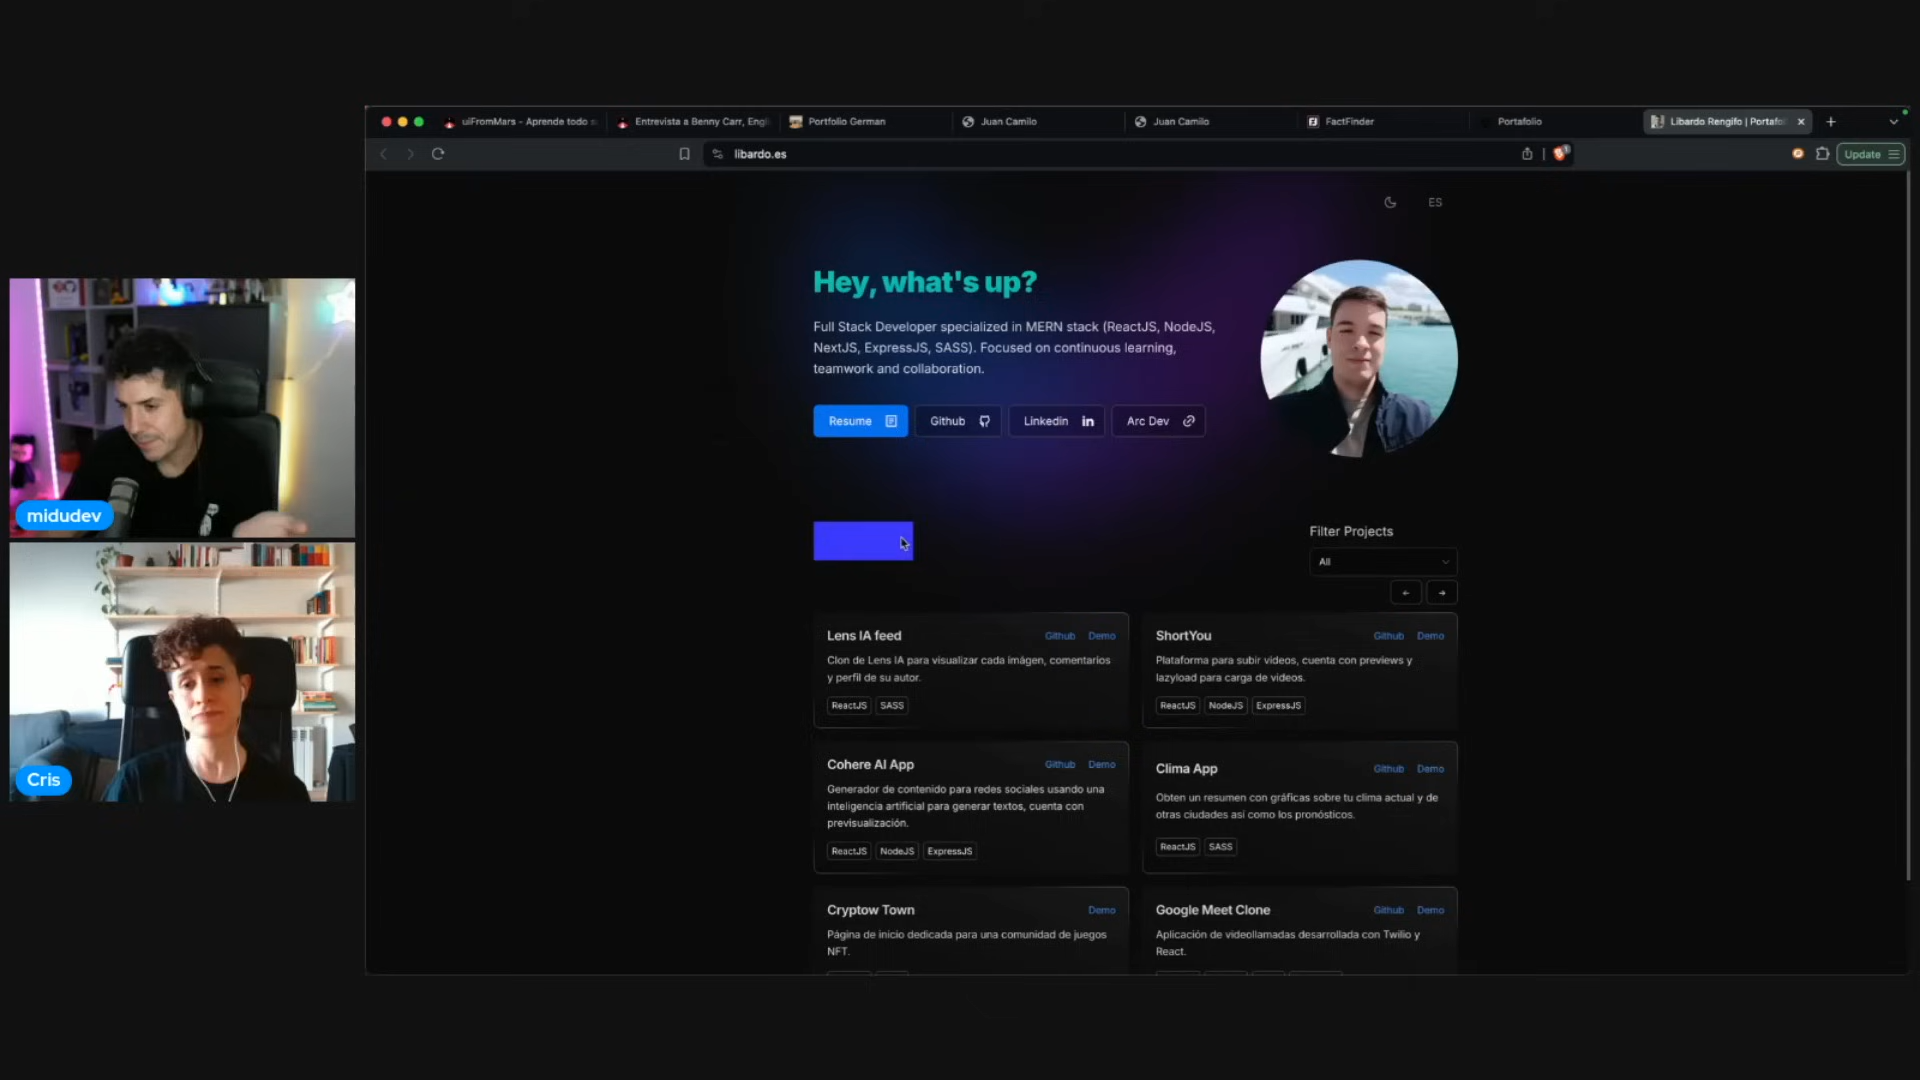 uiFromMars - Aprende todo s
Entrevista a Benny Carr, Engli
Portfolio German
Juan Camilo
Juan Camilo
FactFinder
Portafolio
Libardo Rengifo | Portafo
libardo.es
Update
ES
Hey, what's up?
Full Stack Developer specialized in MERN stack (ReactJS, NodeJS,
NextJS, ExpressJS, SASS). Focused on continuous learning,
teamwork and collaboration.
Resume
Github
Linkedin
Arc Dev
Filter Projects
All
Lens IA feed
Github Demo
Clon de Lens IA para visualizar cada imágen, comentarios
y perfil de su autor.
ReactJS SASS
ShortYou
Github Demo
Plataforma para subir videos, cuenta con previews y
lazyload para carga de videos.
ReactJS NodeJS ExpressJS
Cohere AI App
Github Demo
Generador de contenido para redes sociales usando una
inteligencia artificial para generar textos, cuenta con
previsualización.
ReactJS NodeJS ExpressJS
Clima App
Github Demo
Obten un resumen con gráficas sobre tu clima actual y de
otras ciudades así como los pronósticos.
ReactJS SASS
Cryptow Town
Demo
Página de inicio dedicada para una comunidad de juegos
NFT.
Google Meet Clone
Github Demo
Aplicación de videollamadas desarrollada con Twilio y
React.
midudev
Cris